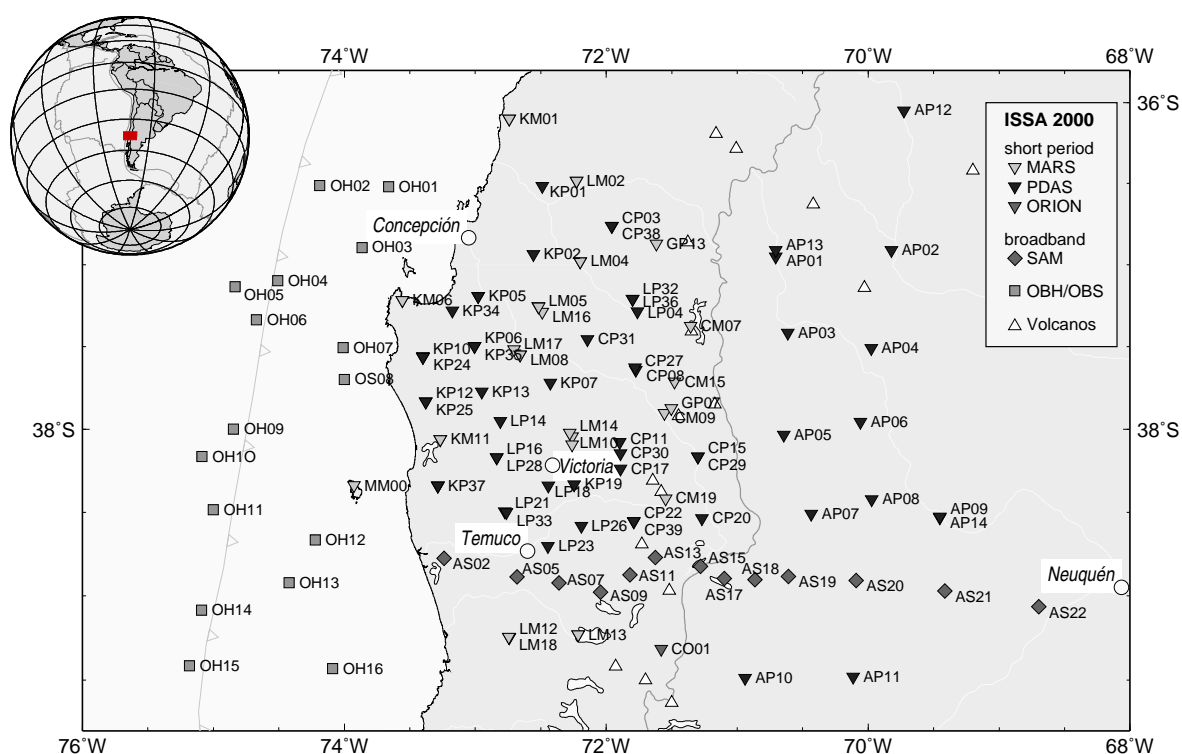 74°W 72°W 70°W 68°W
36°S
38°S
76°W 74°W 72°W 70°W 68°W
ISSA 2000
short period
MARS
PDAS
ORION
broadband
SAM
OBH/OBS
Volcanos
AP12
KM01
OH02
OH01
KP01
LM02
Concepción
CP03
CP38
GP13
AP13
AP01
AP02
OH03
KP02
LM04
OH04
OH05
OH06
KM06
KP05
KP34
LM05
LM16
LP32
LP36
LP04
CM07
AP03
AP04
OH07
OS08
KP10
KP24
KP06
KP36
LM17
LM08
CP31
CP27
CP08
CM15
KP12
KP25
KP13
KP07
GP07
CM09
OH09
OH1O
KM11
LP14
LM14
LM10
CP11
CP30
CP17
CP15
CP29
AP05
AP06
LP16
LP28
Victoria
MM00
KP37
LP18
KP19
CM19
AP07
AP08
AP09
AP14
OH11
OH12
LP21
LP33
LP26
CP22
CP39
CP20
Temuco
LP23
AS02
AS05
AS07
AS09
AS11
AS13
AS15
AS17
AS18
AS19
AS20
AS21
AS22
Neuquén
OH13
OH14
OH15
OH16
LM12
LM18
LM13
CO01
AP10
AP11